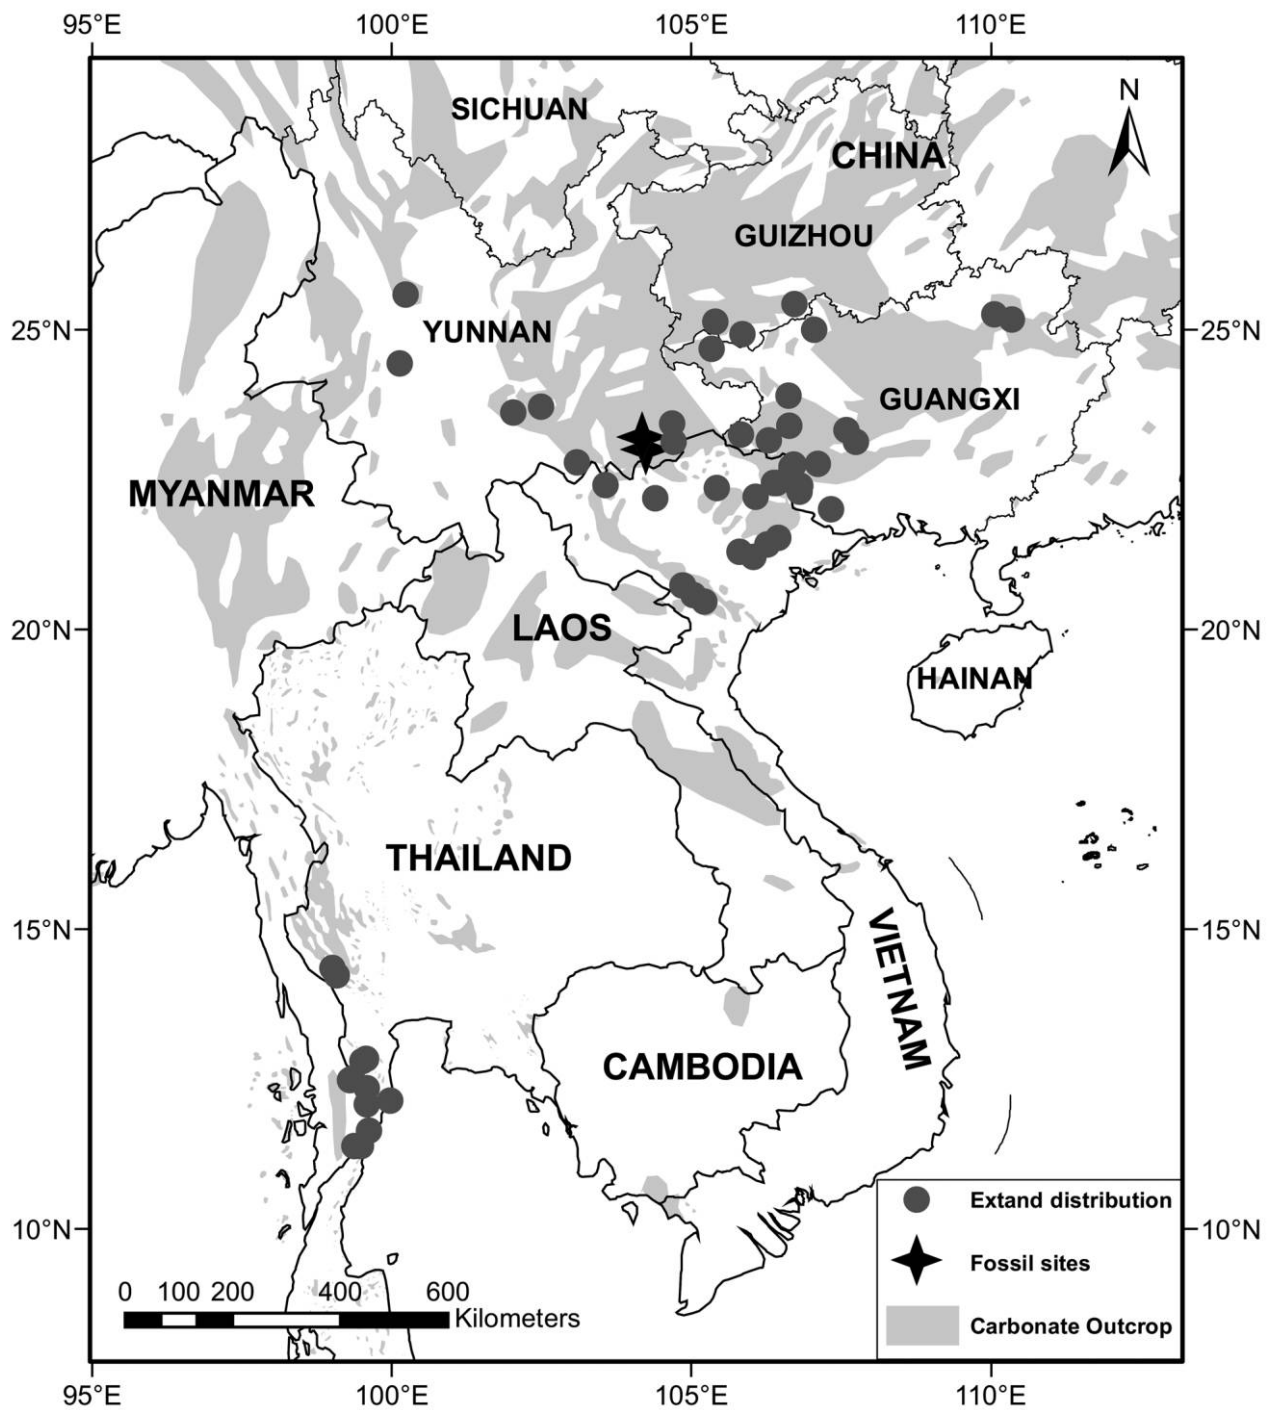 95°E 100°E 105°E 110°E
N
SICHUAN
CHINA
GUIZHOU
25°N YUNNAN 25°N
GUANGXI
MYANMAR
20°N LAOS 20°N
HAINAN
THAILAND
15°N 15°N
VIETNAM
CAMBODIA
Extand distribution
10°N 10°N
Fossil sites
0 100 200 400 600
Kilometers
Carbonate Outcrop
95°E 100°E 105°E 110°E